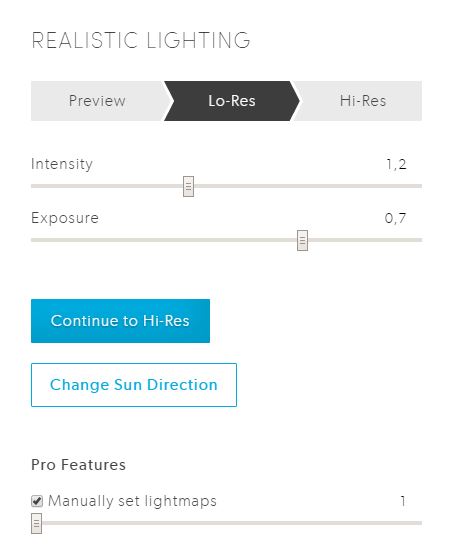 REALISTIC LIGHTING
Preview Lo-Res Hi-Res
Intensity 1,2
Exposure 0,7
Continue to Hi-Res
Change Sun Direction
Pro Features
Manually set lightmaps 1